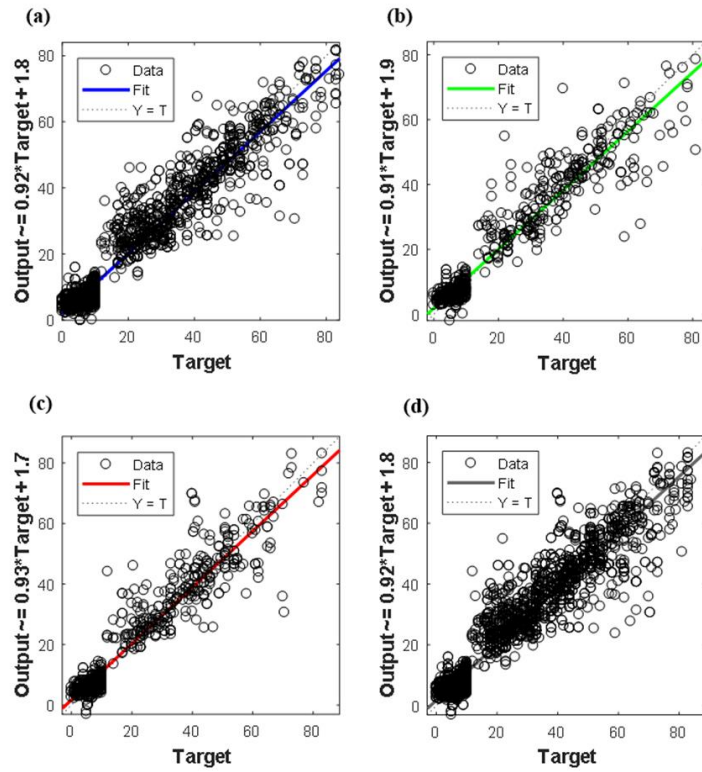 (a)
Output~= 0.92*Target + 1.8
80
60
40
20
0
Data
Fit
Y = T
0 20 40 60 80
Target
(b)
Output~= 0.91*Target + 1.9
80
60
40
20
0
Data
Fit
Y = T
0 20 40 60 80
Target
(c)
Output~= 0.93*Target + 1.7
80
60
40
20
0
Data
Fit
Y = T
0 20 40 60 80
Target
(d)
Output~= 0.92*Target + 1.8
80
60
40
20
0
Data
Fit
Y = T
0 20 40 60 80
Target